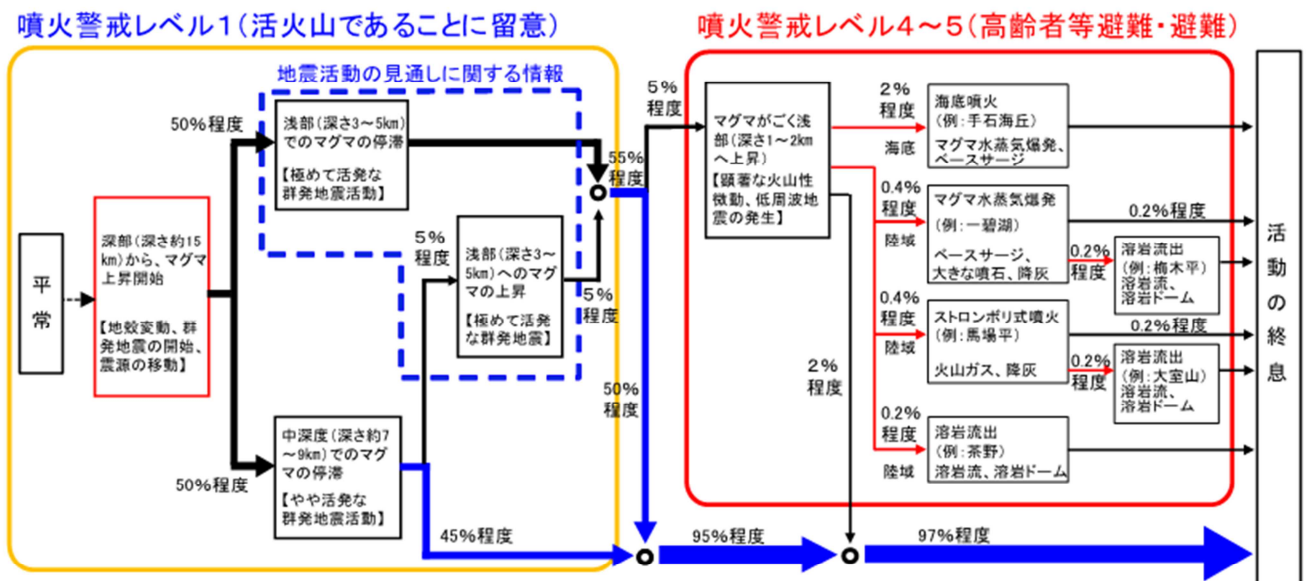 噴火警戒レベル1(活火山であることに留意)
噴火警戒レベル4～5(高齢者等避難・避難)
地震活動の見通しに関する情報
平常
深部(深さ約15
km)から、マグマ
上昇開始
【地殻変動、群
発地震の開始、
震源の移動】
50%程度
浅部(深さ3～5km)
でのマグマの停滞
【極めて活発な
群発地震活動】
50%程度
中深度(深さ約7
～9km)でのマグ
マの停滞
【やや活発な
群発地震活動】
5%
程度
浅部(深さ3～
5km)へのマグ
マの上昇
【極めて活発
な群発地震】
5%
程度
55%
程度
50%
程度
45%程度
5%
程度
マグマがごく浅
部(深さ1～2km
へ上昇)
【顕著な火山性
微動、低周波地
震の発生】
2%
程度
海底
海底噴火
(例:手石海丘)
マグマ水蒸気爆発、
ベースサージ
0.4%
程度
陸域
マグマ水蒸気爆発
(例:一碧湖)
ベースサージ、
大きな噴石、降灰
0.2%程度
0.2%
程度
溶岩流出
(例:梅木平)
溶岩流、
溶岩ドーム
0.4%
程度
陸域
ストロンボリ式噴火
(例:馬場平)
火山ガス、降灰
0.2%程度
0.2%
程度
溶岩流出
(例:大室山)
溶岩流、
溶岩ドーム
0.2%
程度
陸域
溶岩流出
(例:茶野)
溶岩流、溶岩ドーム
2%
程度
95%程度
97%程度
活動の終息